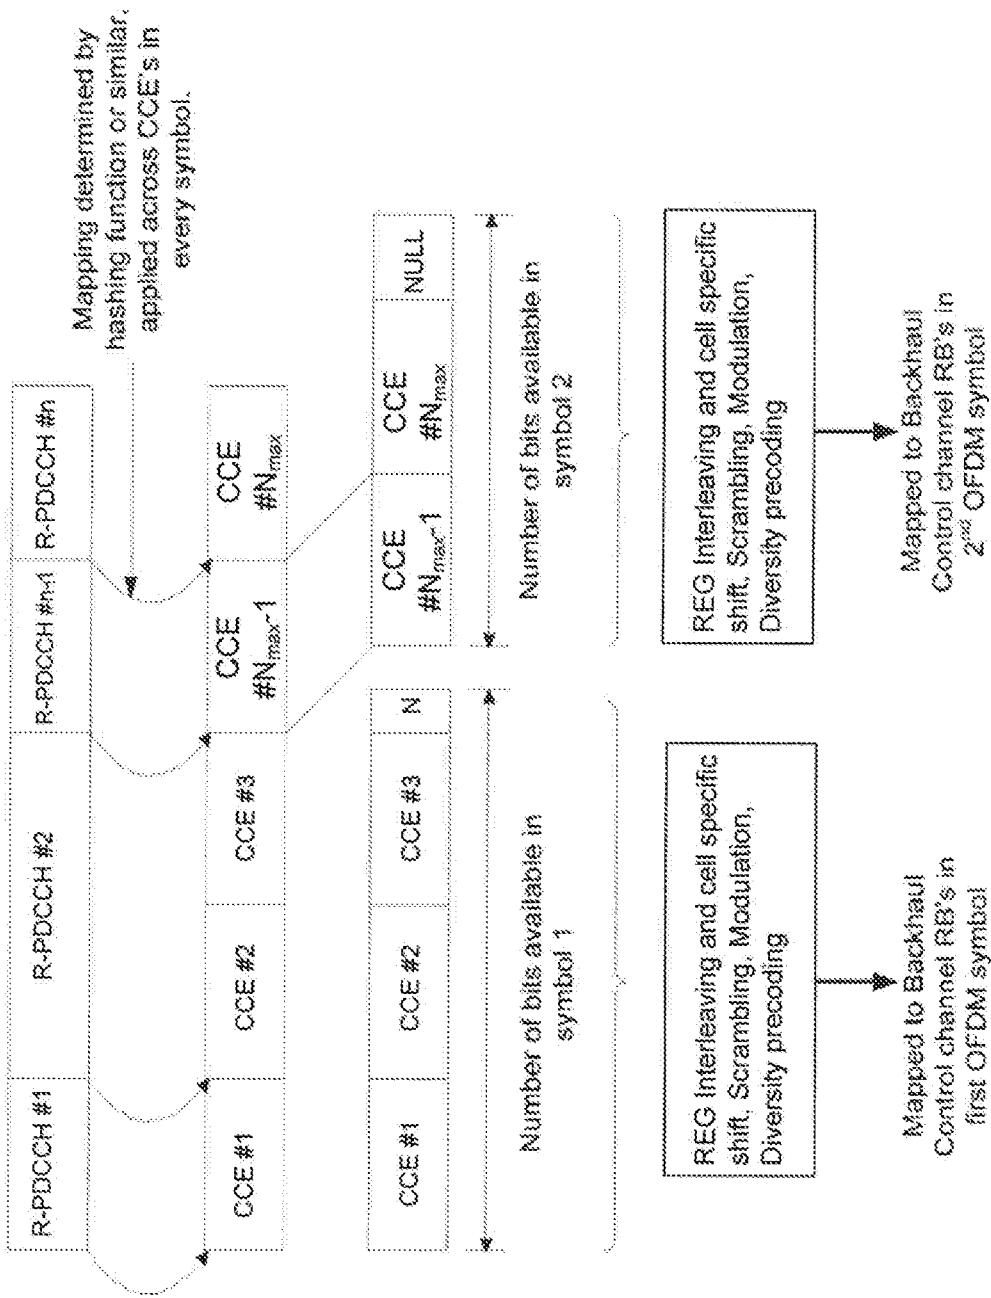 Mapping determined by
hashing function or similar,
applied across CCE's in
every symbol.
R-PDCCH #1
R-PDCCH #2
R-PDCCH #n-1
R-PDCCH #n
CCE #1
CCE #2
CCE #3
CCE
#Nmax-1
CCE
#Nmax
CCE #1
CCE #2
CCE #3
N
CCE
#Nmax-1
CCE
#Nmax
NULL
Number of bits available in
symbol 1
Number of bits available in
symbol 2
REG Interleaving and cell specific
shift, Scrambling, Modulation,
Diversity precoding
REG Interleaving and cell specific
shift, Scrambling, Modulation,
Diversity precoding
Mapped to Backhaul
Control channel RB's in
first OFDM symbol
Mapped to Backhaul
Control channel RB's in
2nd OFDM symbol